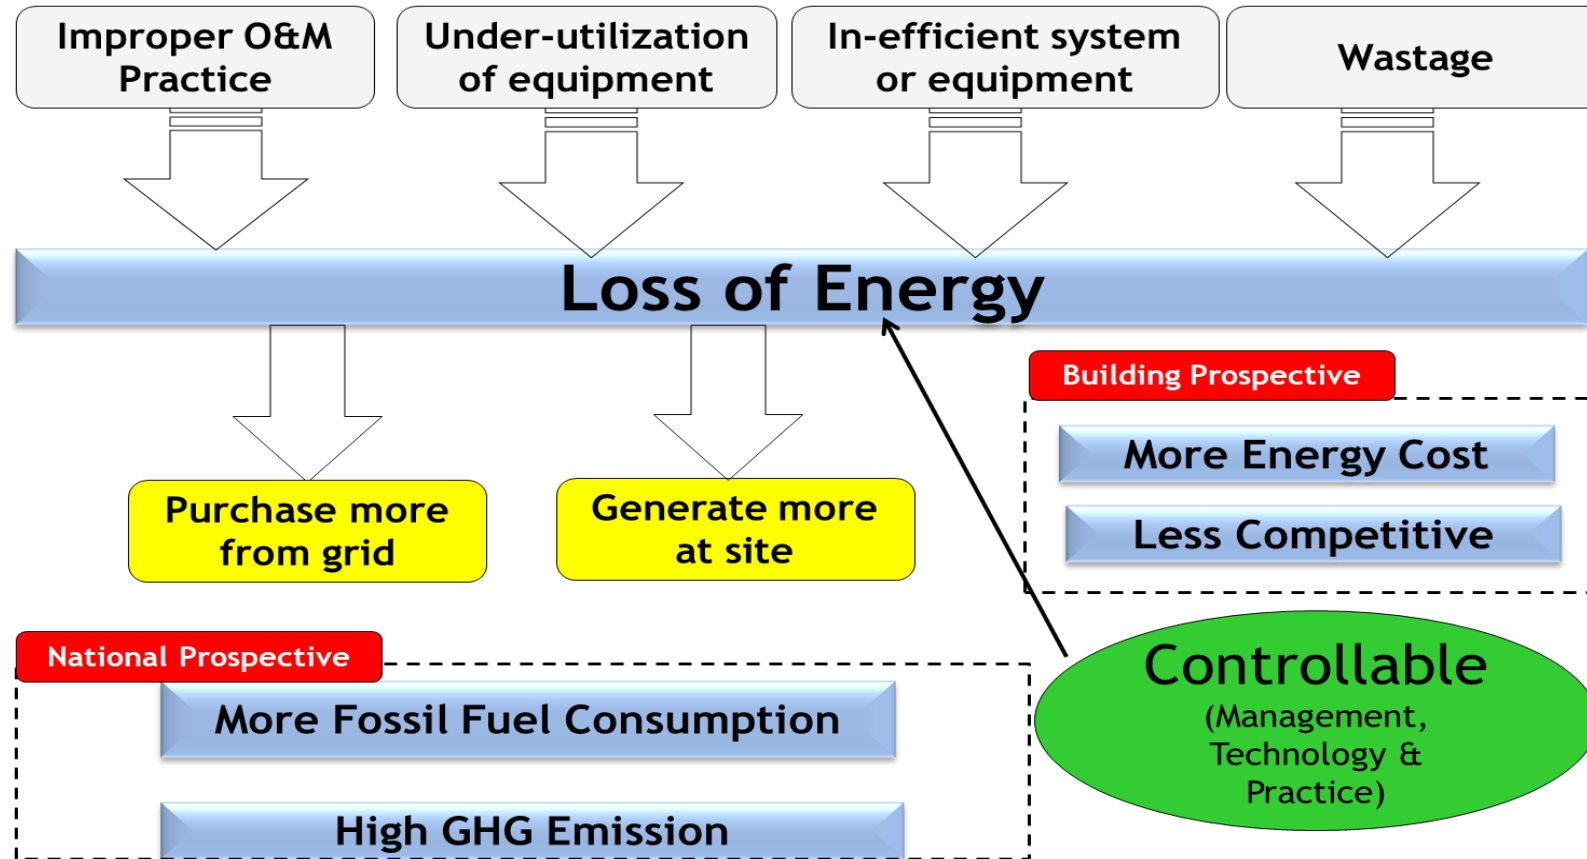 Improper O&M
Practice
Under-utilization
of equipment
In-efficient system
or equipment
Wastage
Loss of Energy
Building Prospective
More Energy Cost
Less Competitive
Purchase more
from grid
Generate more
at site
National Prospective
More Fossil Fuel Consumption
High GHG Emission
Controllable
(Management,
Technology &
Practice)